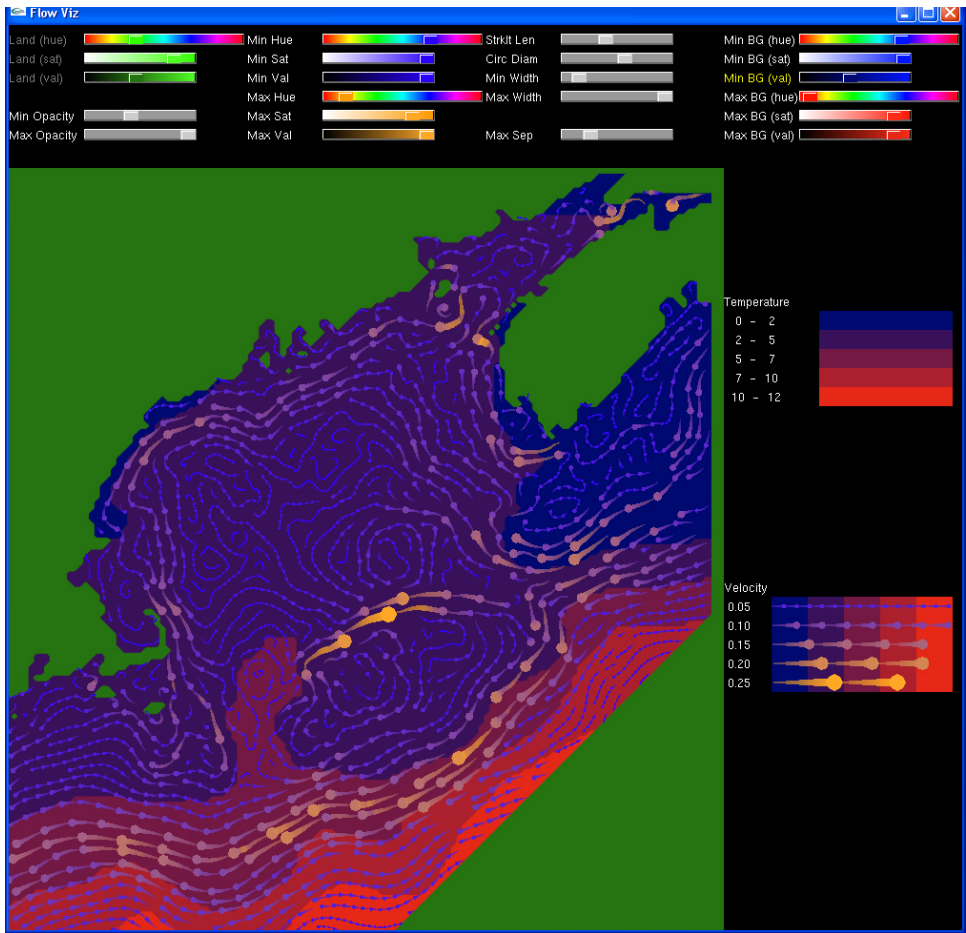 Flow Viz
Land (hue) Min Hue Strklt Len Min BG (hue)
Land (sat) Min Sat Circ Diam Min BG (sat)
Land (val) Min Val Min Width Min BG (val)
Max Hue Max Width Max BG (hue)
Min Opacity Max Sat Max BG (sat)
Max Opacity Max Val Max Sep Max BG (val)
Temperature
0 - 2
2 - 5
5 - 7
7 - 10
10 - 12
Velocity
0.05
0.10
0.15
0.20
0.25